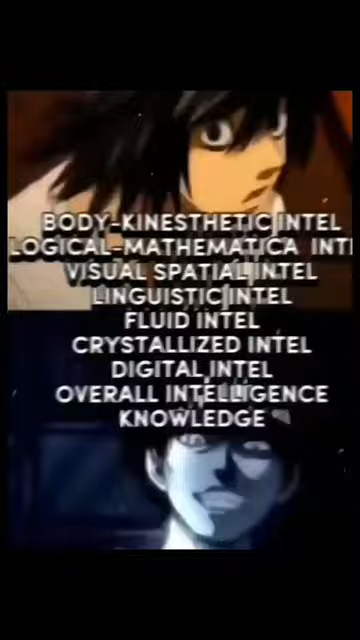 BODY-KINESTHETIC INTEL
LOGICAL-MATHEMATICA INT
VISUAL SPATIAL INTEL
LINGUISTIC INTEL
FLUID INTEL
CRYSTALLIZED INTEL
DIGITAL INTEL
OVERALL INTELLIGENCE
KNOWLEDGE